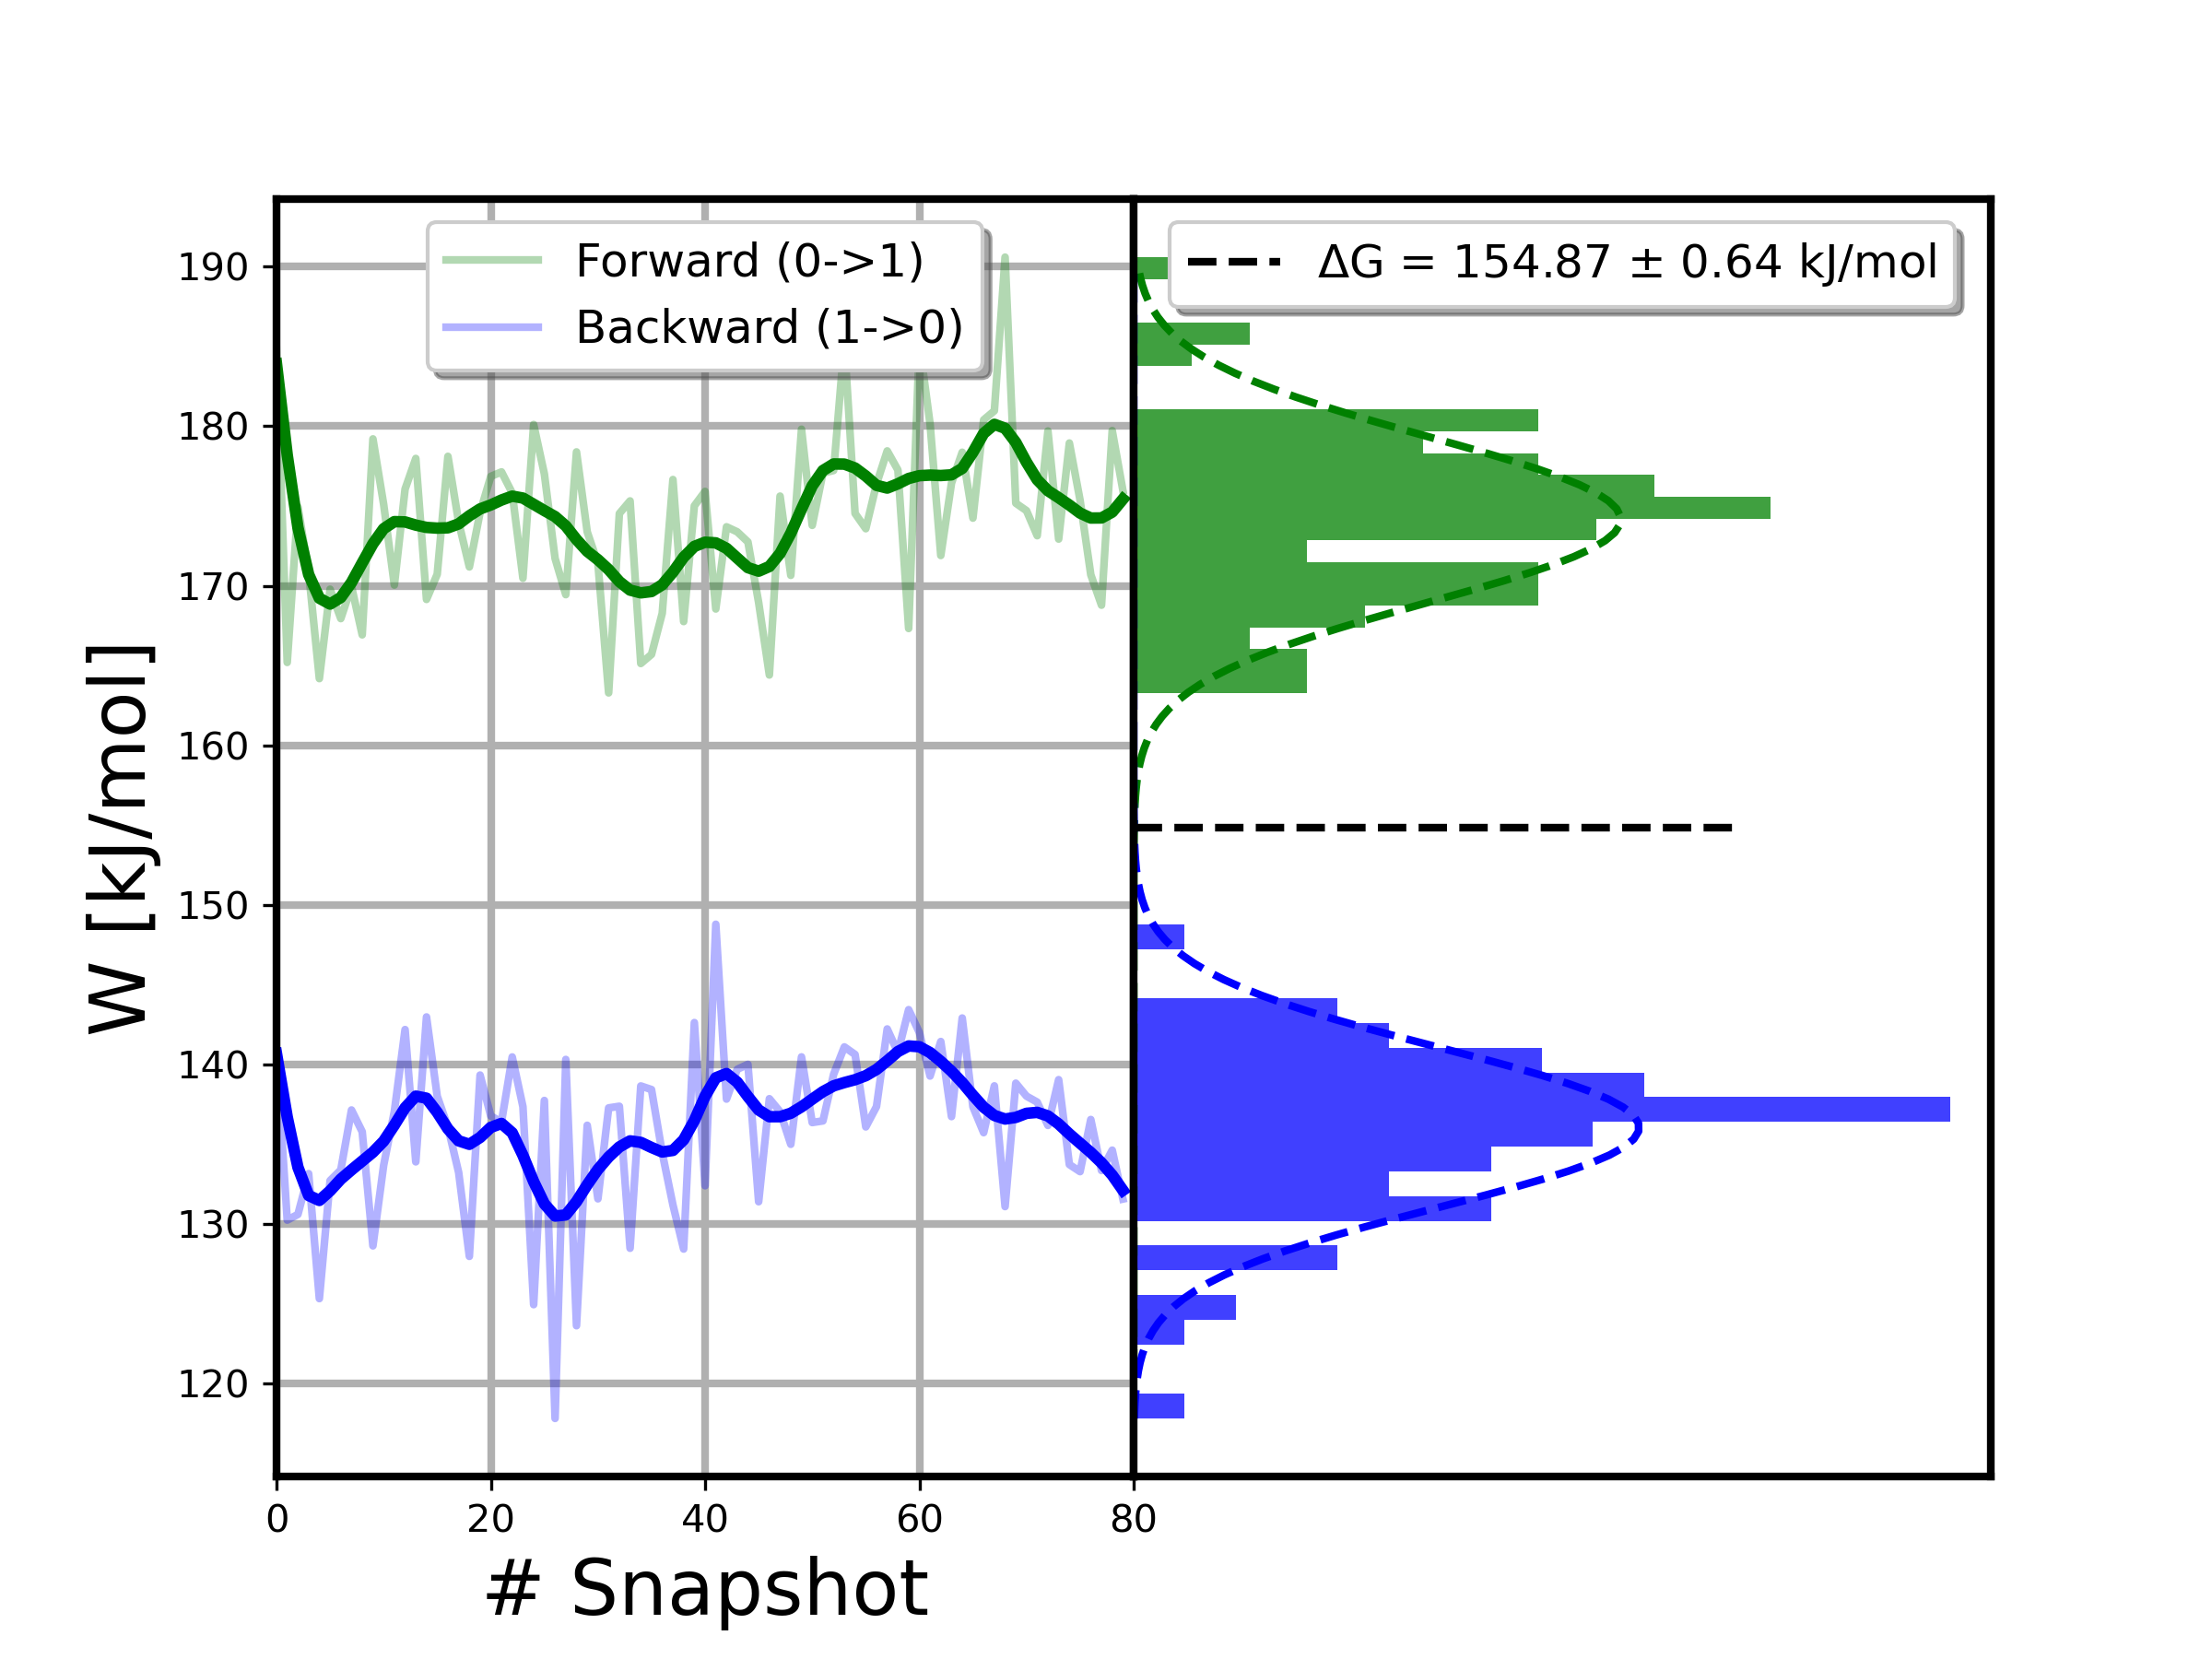 Forward (0->1)
Backward (1->0)
ΔG = 154.87 ± 0.64 kJ/mol
190
180
170
160
150
140
130
120
W [kJ/mol]
0 20 40 60 80
# Snapshot